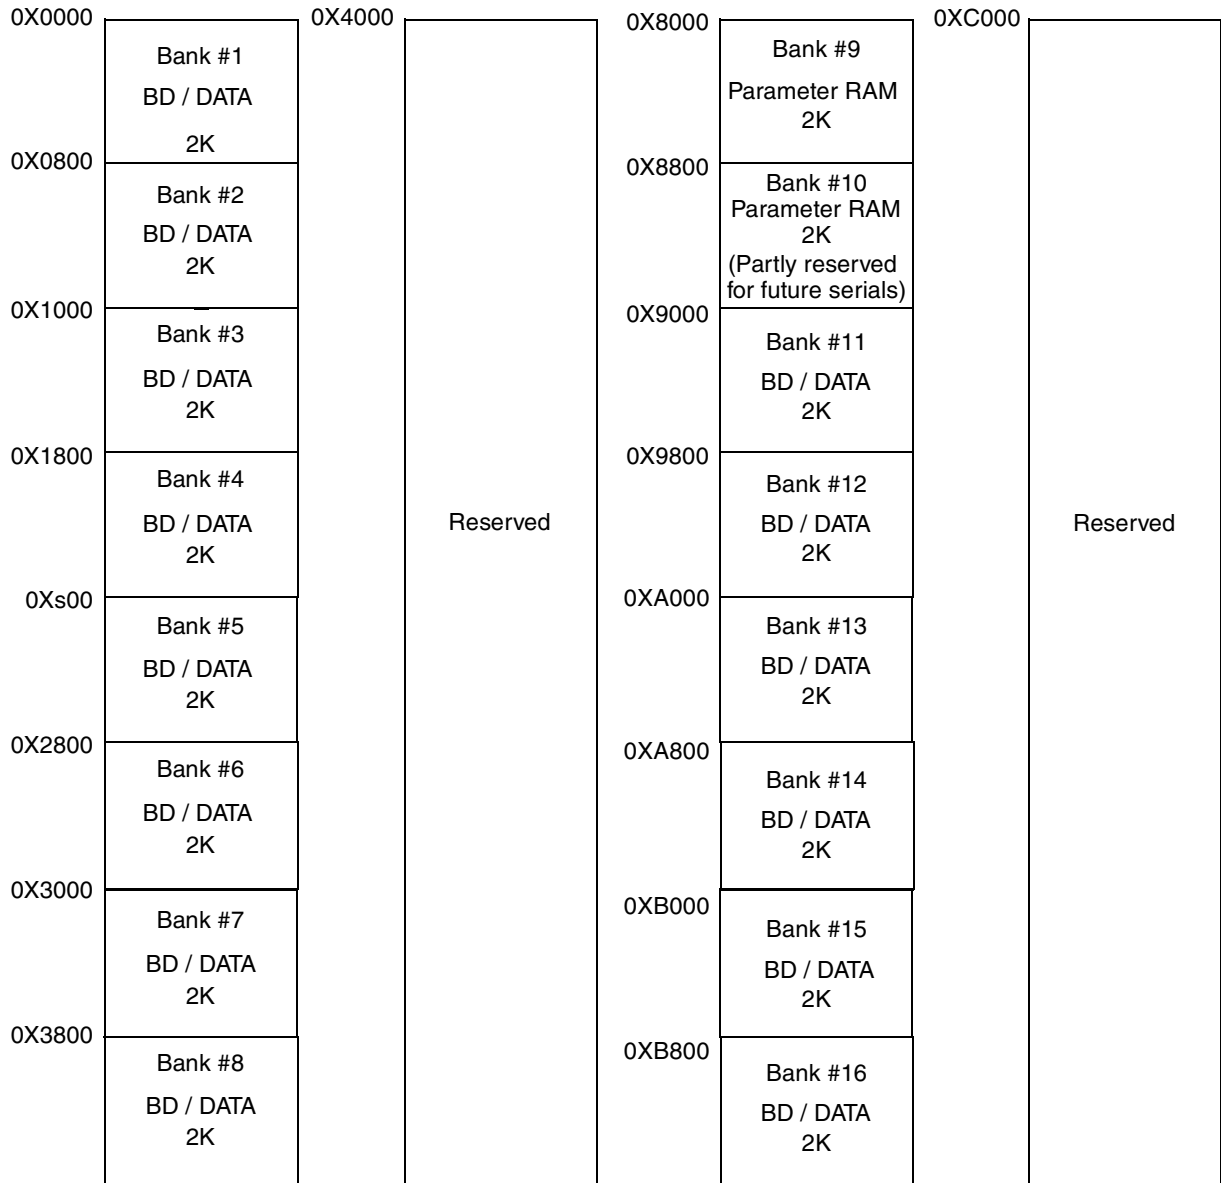 0X0000
Bank #1
BD / DATA
2K
0X0800
Bank #2
BD / DATA
2K
0X1000
Bank #3
BD / DATA
2K
0X1800
Bank #4
BD / DATA
2K
0Xs00
Bank #5
BD / DATA
2K
0X2800
Bank #6
BD / DATA
2K
0X3000
Bank #7
BD / DATA
2K
0X3800
Bank #8
BD / DATA
2K
0X4000
Reserved
0X8000
Bank #9
Parameter RAM
2K
0X8800
Bank #10
Parameter RAM
2K
(Partly reserved
for future serials)
0X9000
Bank #11
BD / DATA
2K
0X9800
Bank #12
BD / DATA
2K
0XA000
Bank #13
BD / DATA
2K
0XA800
Bank #14
BD / DATA
2K
0XB000
Bank #15
BD / DATA
2K
0XB800
Bank #16
BD / DATA
2K
0XC000
Reserved